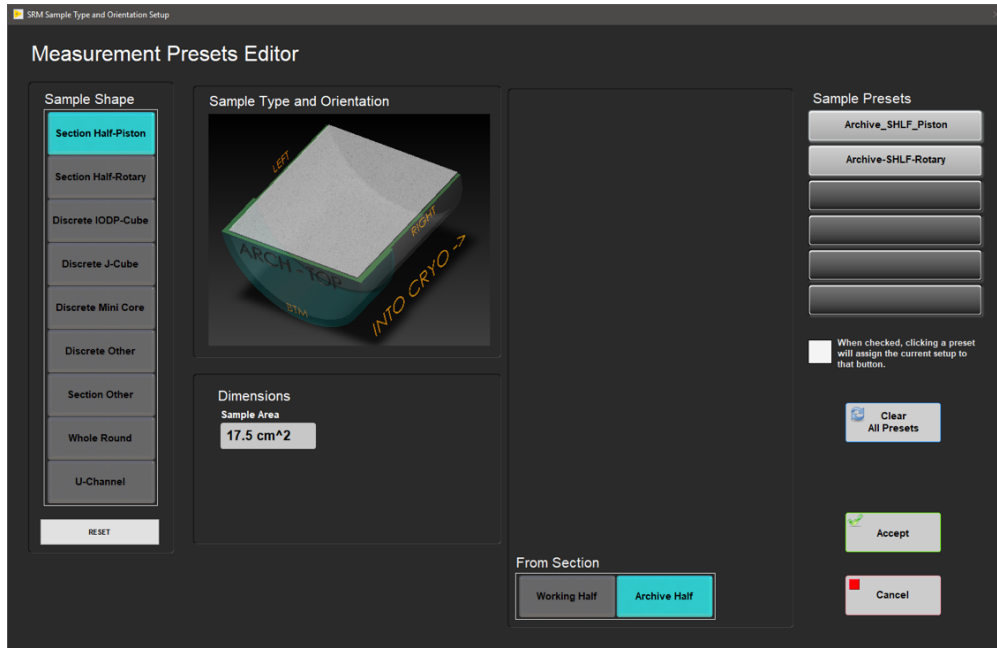 SRM Sample Type and Orientation Setup
Measurement Presets Editor
Sample Shape
Section Half-Piston
Section Half-Rotary
Discrete IODP-Cube
Discrete J-Cube
Discrete Mini Core
Discrete Other
Section Other
Whole Round
U-Channel
RESET
Sample Type and Orientation
LEFT
RIGHT
ARCH - TOP
BTM
INTO CRYO ->
Dimensions
Sample Area
17.5 cm^2
From Section
Working Half
Archive Half
Sample Presets
Archive_SHLF_Piston
Archive-SHLF-Rotary
When checked, clicking a preset
will assign the current setup to
that button.
Clear
All Presets
Accept
Cancel